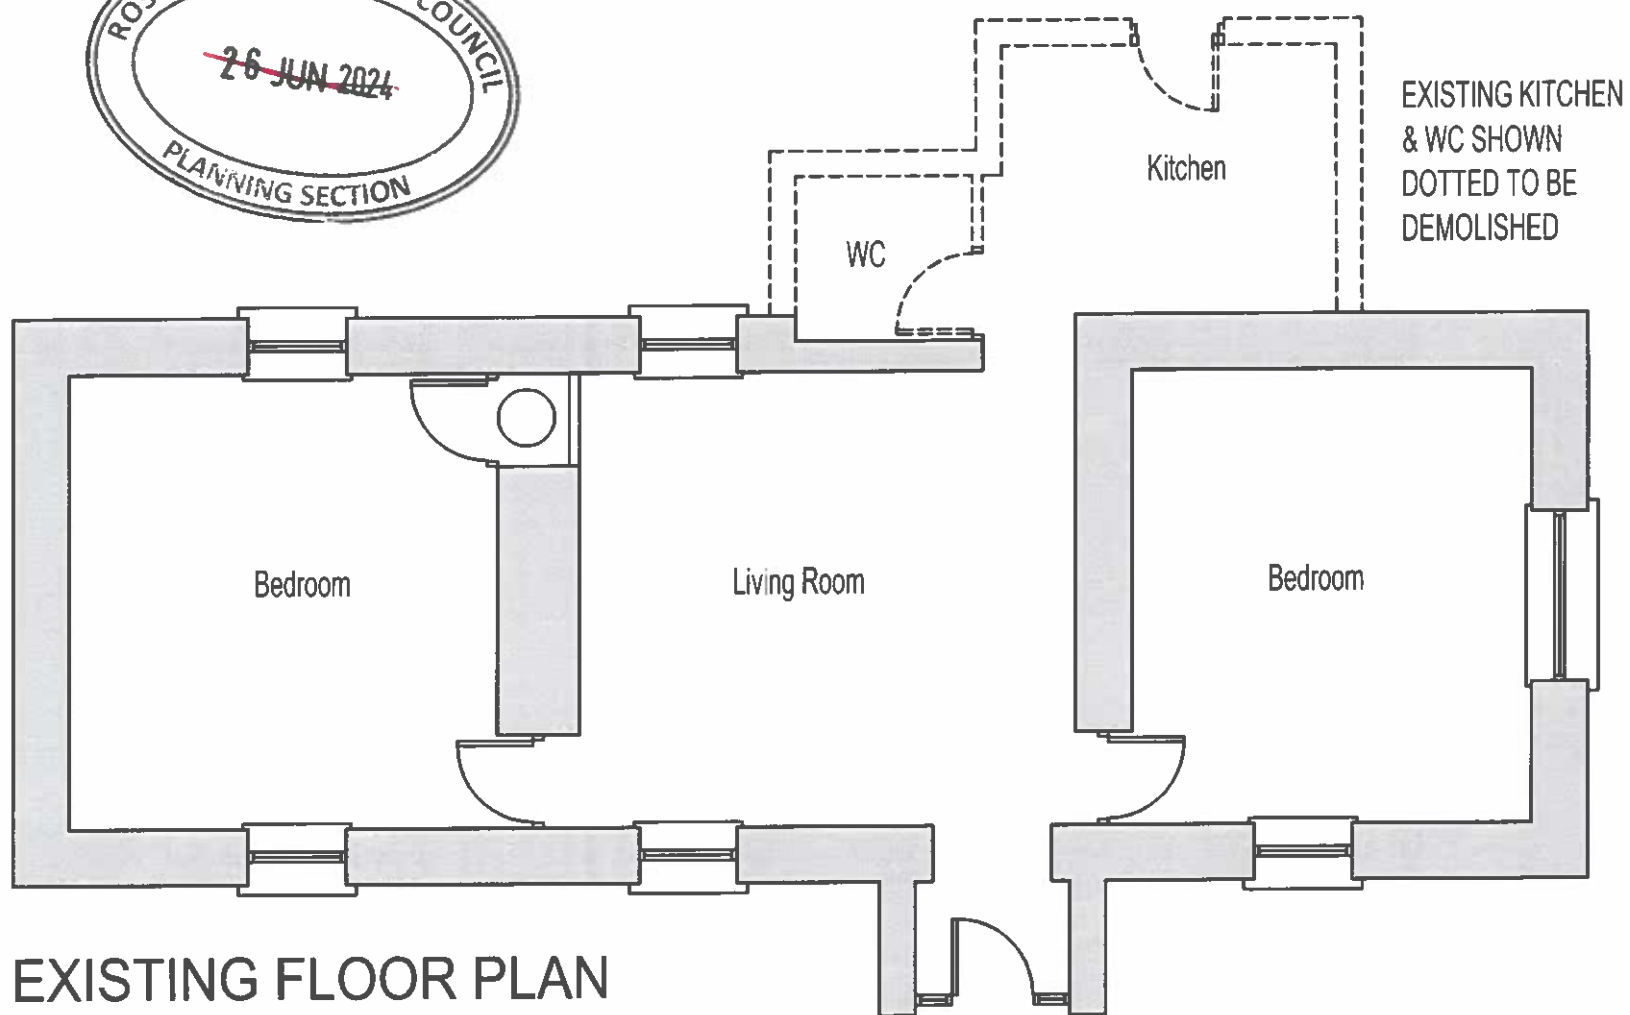 COUNCIL
26 JUN 2024
PLANNING SECTION
EXISTING KITCHEN
& WC SHOWN
DOTTED TO BE
DEMOLISHED
Kitchen
WC
Bedroom
Living Room
Bedroom
EXISTING FLOOR PLAN